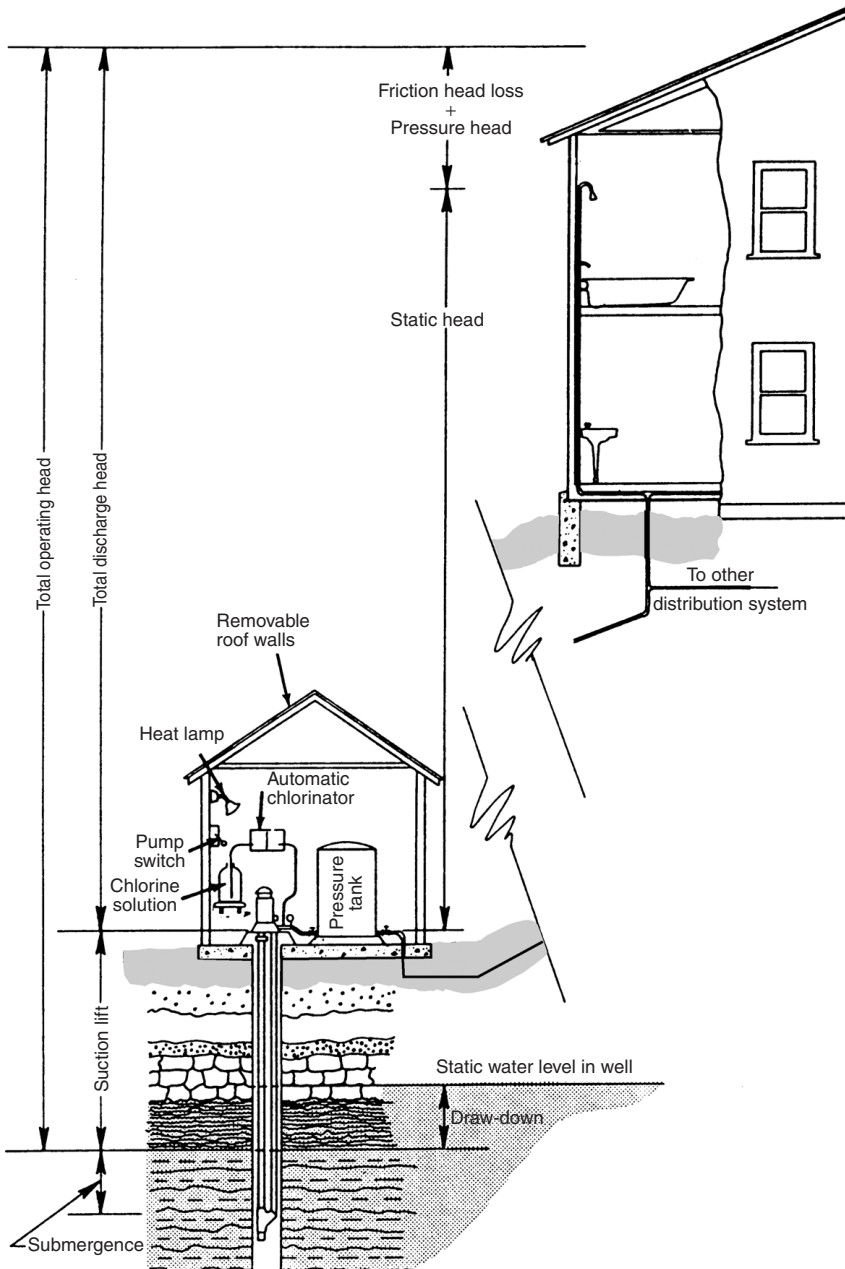 Friction head loss
+
Pressure head
Static head
Total operating head
Total discharge head
To other
distribution system
Removable
roof walls
Heat lamp
Automatic
chlorinator
Pump
switch
Chlorine
solution
Pressure
tank
Suction lift
Static water level in well
Draw-down
Submergence